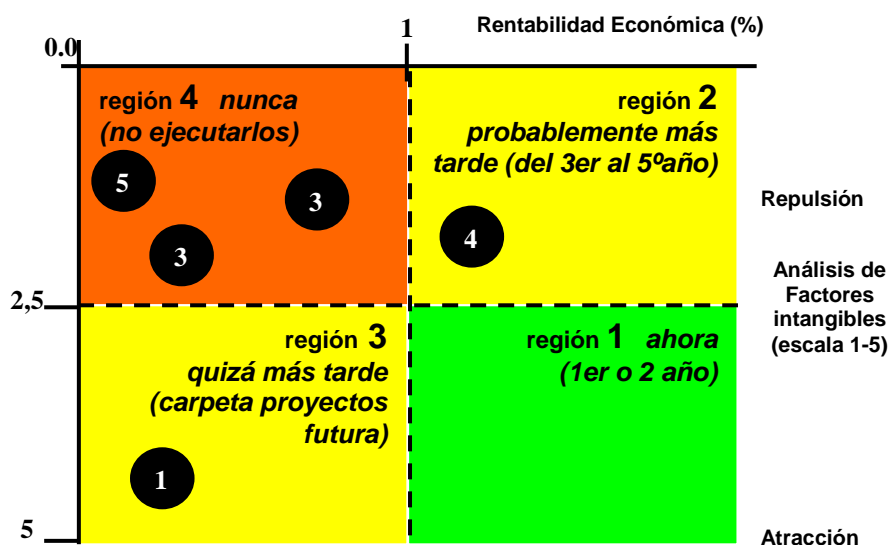 1
Rentabilidad Económica (%)
0.0
región 4 nunca
(no ejecutarlos)
región 2
probablemente más
tarde (del 3er al 5ºaño)
5
3
3
4
Repulsión
Análisis de
Factores
intangibles
(escala 1-5)
2,5
región 3
quizá más tarde
(carpeta proyectos
futura)
región 1 ahora
(1er o 2 año)
1
5
Atracción